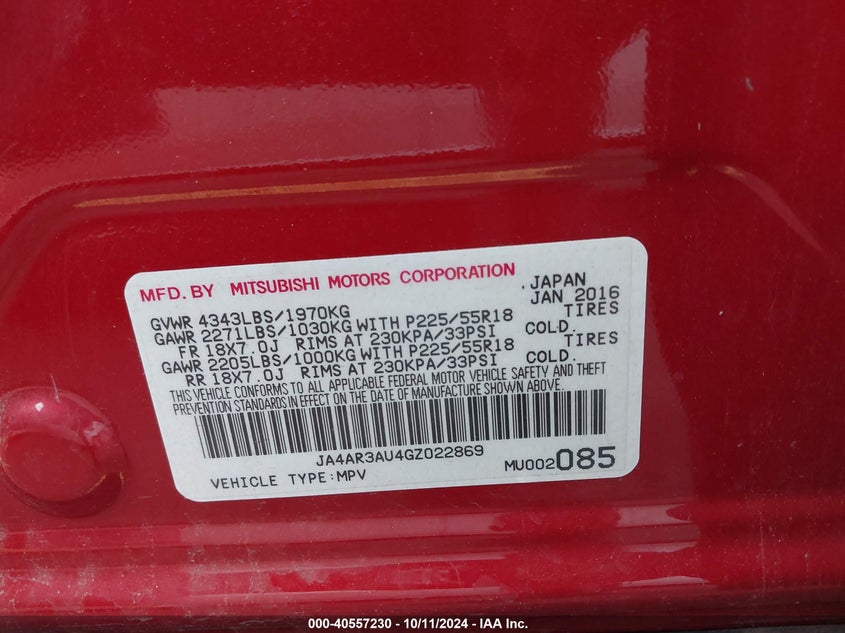 MFD. BY MITSUBISHI MOTORS CORPORATION JAPAN
JAN 2016
GVWR 4343LBS/1970KG
GAWR 2271LBS/1030KG WITH P225/55R18 TIRES
FR 18X7.0J RIMS AT 230KPA/33PSI COLD.
GAWR 2205LBS/1000KG WITH P225/55R18 TIRES
RR 18X7.0J RIMS AT 230KPA/33PSI COLD.
THIS VEHICLE CONFORMS TO ALL APPLICABLE FEDERAL MOTOR VEHICLE SAFETY AND THEFT
PREVENTION STANDARDS IN EFFECT ON THE DATE OF MANUFACTURE SHOWN ABOVE.
JA4AR3AU4GZ022869
VEHICLE TYPE:MPV MU002085
000-40557230 - 10/11/2024 - IAA Inc.